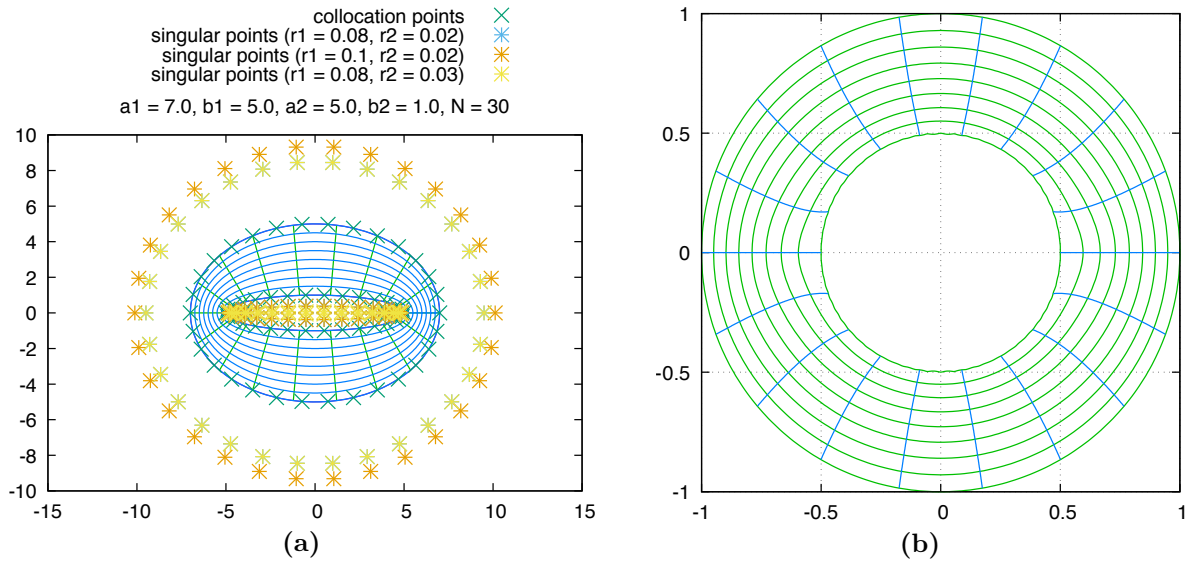 collocation points
singular points (r1 = 0.08, r2 = 0.02)
singular points (r1 = 0.1, r2 = 0.02)
singular points (r1 = 0.08, r2 = 0.03)
a1 = 7.0, b1 = 5.0, a2 = 5.0, b2 = 1.0, N = 30
10
8
6
4
2
0
-2
-4
-6
-8
-10
-15 -10 -5 0 5 10 15
(a)
1
0.5
0
-0.5
-1
-1 -0.5 0 0.5 1
(b)